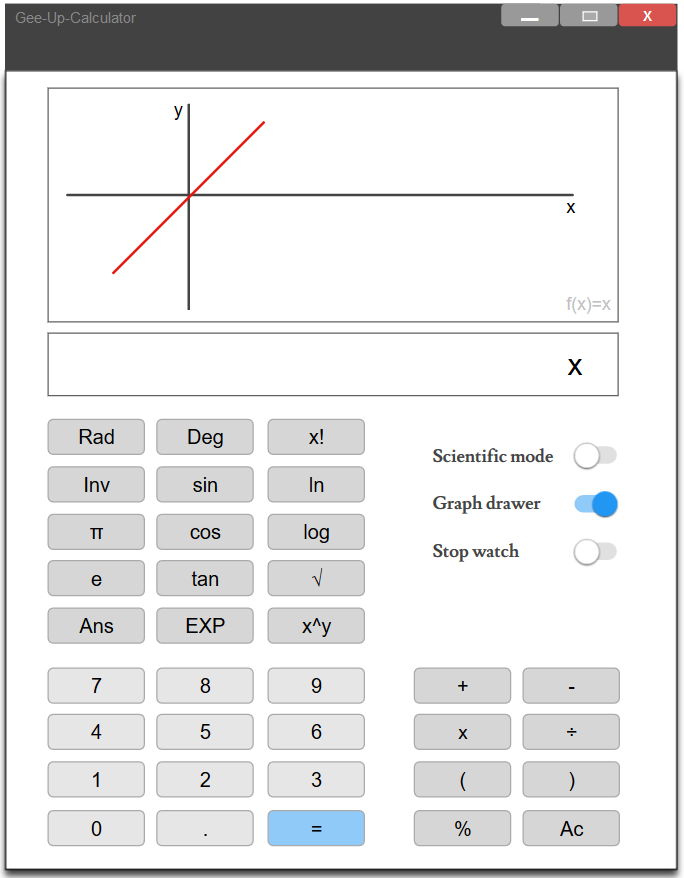 Gee-Up-Calculator
X
y
x
f(x)=x
x
Rad Deg x!
Inv sin ln
π cos log
e tan √
Ans EXP x^y
Scientific mode
Graph drawer
Stop watch
7 8 9 + -
4 5 6 x ÷
1 2 3 ( )
0 . = % Ac